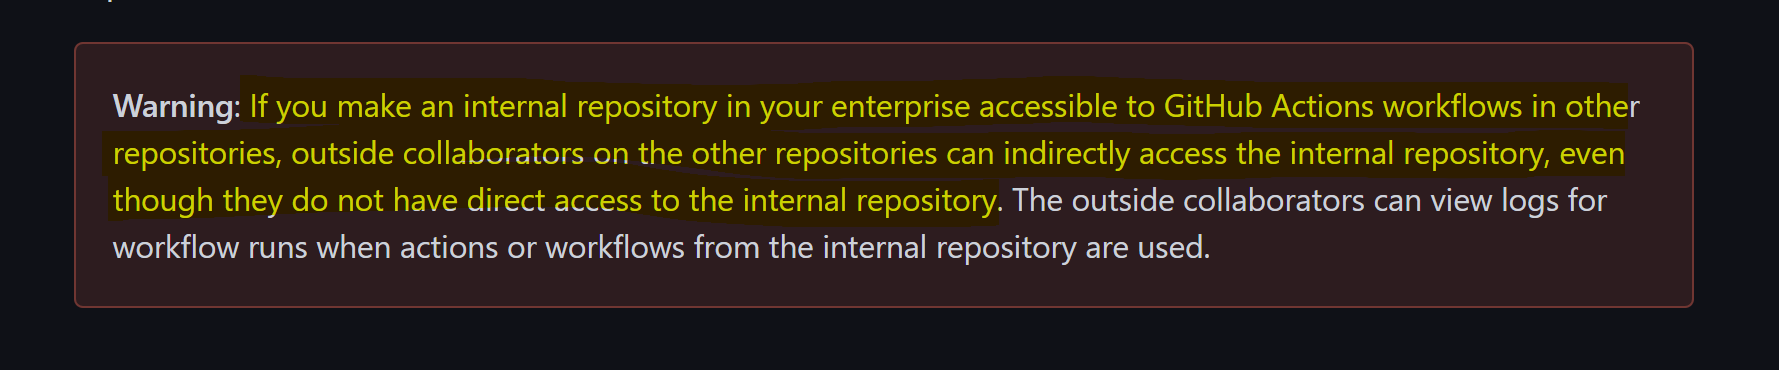 Warning: If you make an internal repository in your enterprise accessible to GitHub Actions workflows in other
repositories, outside collaborators on the other repositories can indirectly access the internal repository, even
though they do not have direct access to the internal repository. The outside collaborators can view logs for
workflow runs when actions or workflows from the internal repository are used.